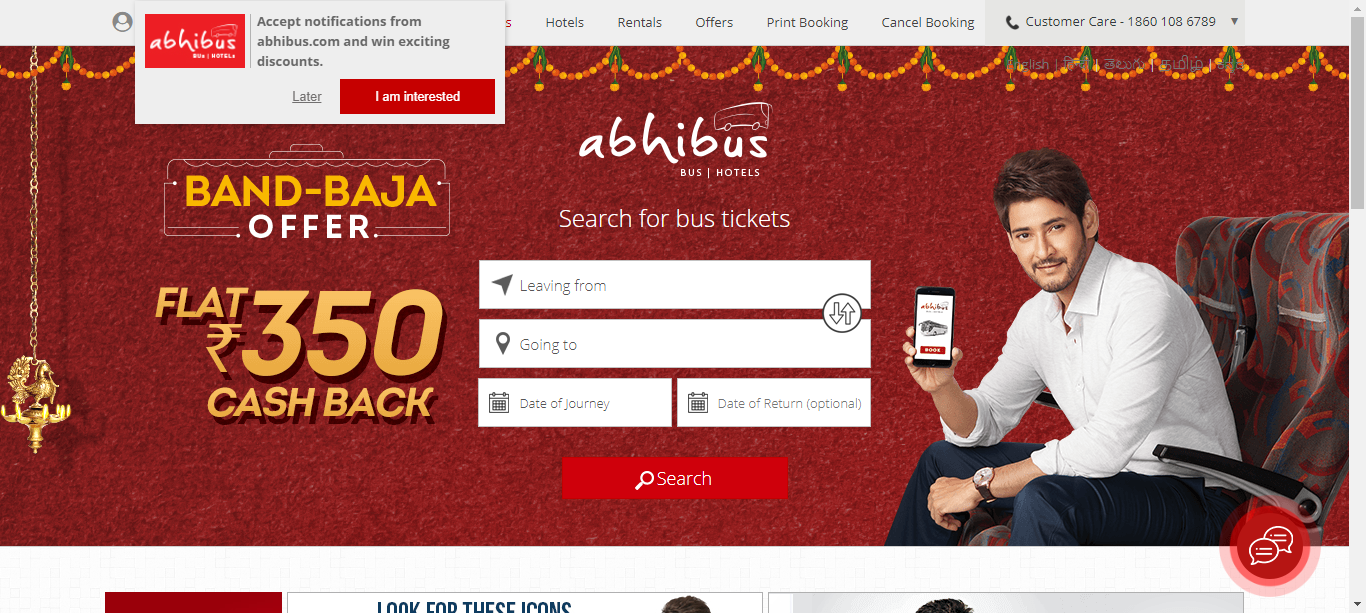 Accept notifications from
abhibus.com and win exciting
discounts.
abhibus
BUS | HOTELS
Later
I am interested
Hotels
Rentals
Offers
Print Booking
Cancel Booking
Customer Care - 1860 108 6789
English | हिन्दी | తెలుగు | தமிழ் |
BAND-BAJA
OFFER
FLAT
₹350
CASH BACK
abhibus
BUS | HOTELS
Search for bus tickets
Leaving from
Going to
Date of Journey
Date of Return (optional)
Search
abhibus
BOOK
LOOK FOR THESE ICONS